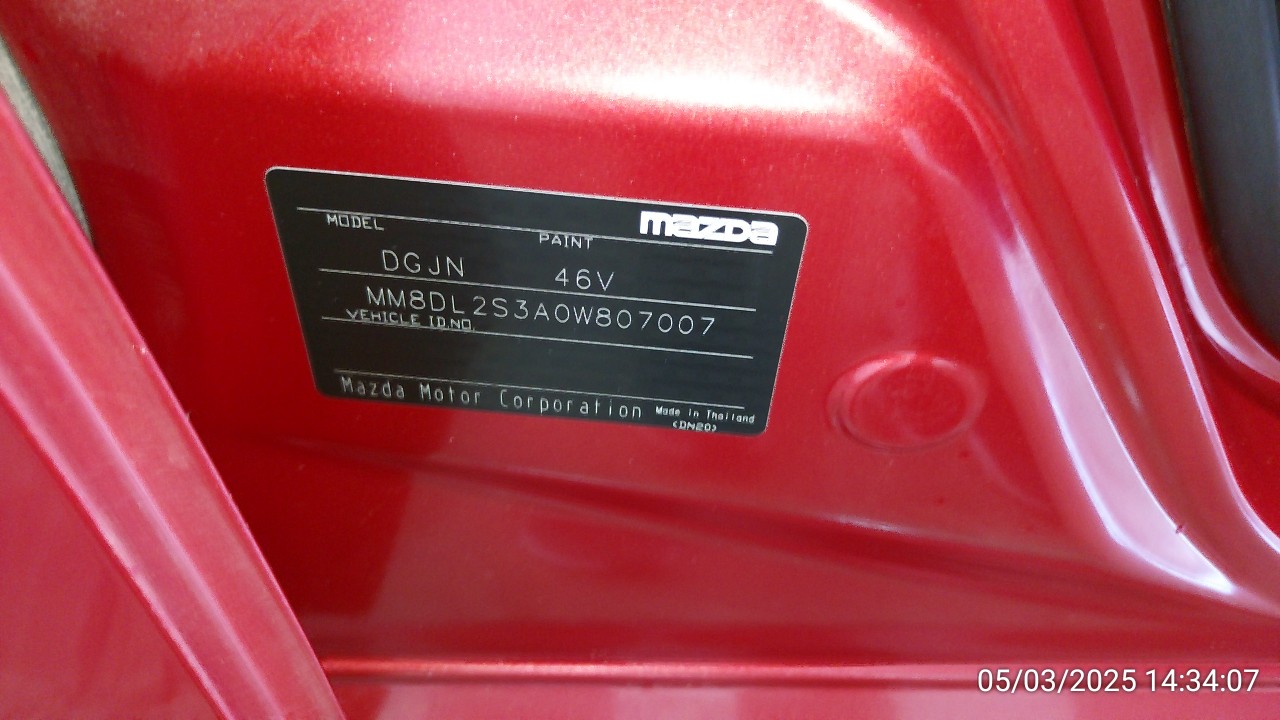 mazda
MODEL PAINT
DGJN 46V
MM8DL2S3A0W807007
VEHICLE ID.NO.
Mazda Motor Corporation Made in Thailand
(DN20)
05/03/2025 14:34:07